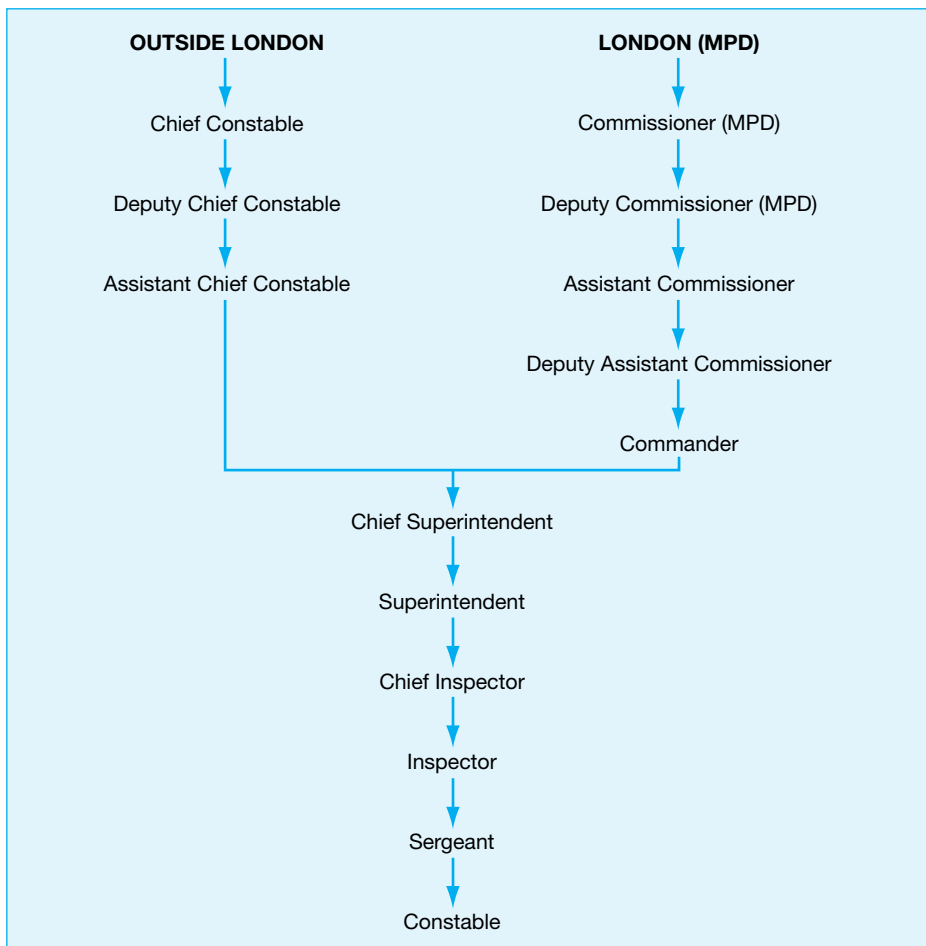 OUTSIDE LONDON
Chief Constable
Deputy Chief Constable
Assistant Chief Constable
LONDON (MPD)
Commissioner (MPD)
Deputy Commissioner (MPD)
Assistant Commissioner
Deputy Assistant Commissioner
Commander
Chief Superintendent
Superintendent
Chief Inspector
Inspector
Sergeant
Constable